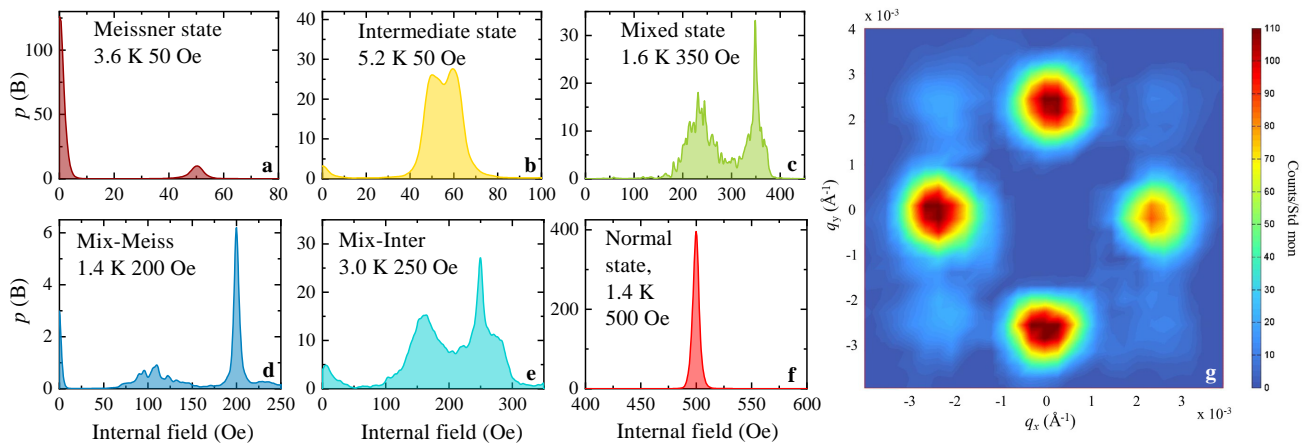 Meissner state
3.6 K 50 Oe
a
p (B)
0
50
100
0
20
40
60
80
Intermediate state
5.2 K 50 Oe
b
0
10
20
30
40
0
20
40
60
80
100
Mixed state
1.6 K 350 Oe
c
0
10
20
30
0
100
200
300
400
Mix-Meiss
1.4 K 200 Oe
d
p (B)
0
2
4
6
0
50
100
150
200
250
Internal field (Oe)
Mix-Inter
3.0 K 250 Oe
e
0
10
20
30
0
100
200
300
Internal field (Oe)
Normal
state,
1.4 K
500 Oe
f
0
200
400
400
450
500
550
600
Internal field (Oe)
x 10⁻³
4
3
2
1
0
-1
-2
-3
q_y (Å⁻¹)
-3
-2
-1
0
1
2
3
x 10⁻³
q_x (Å⁻¹)
g
110
100
90
80
70
60
50
40
30
20
10
0
Counts/Std mon